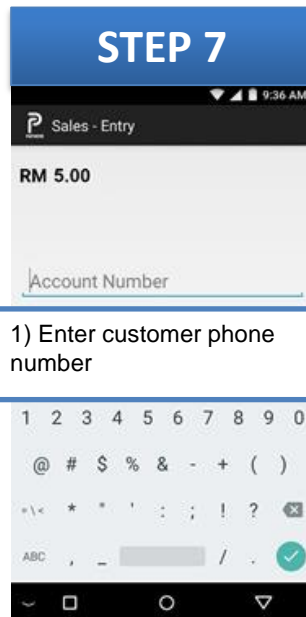 STEP 7
9:36 AM
Sales - Entry
RM 5.00
Account Number
1) Enter customer phone
number
1 2 3 4 5 6 7 8 9 0
@ # $ % & - + ( )
=\< * " ' : ; ! ?
ABC , _ / .